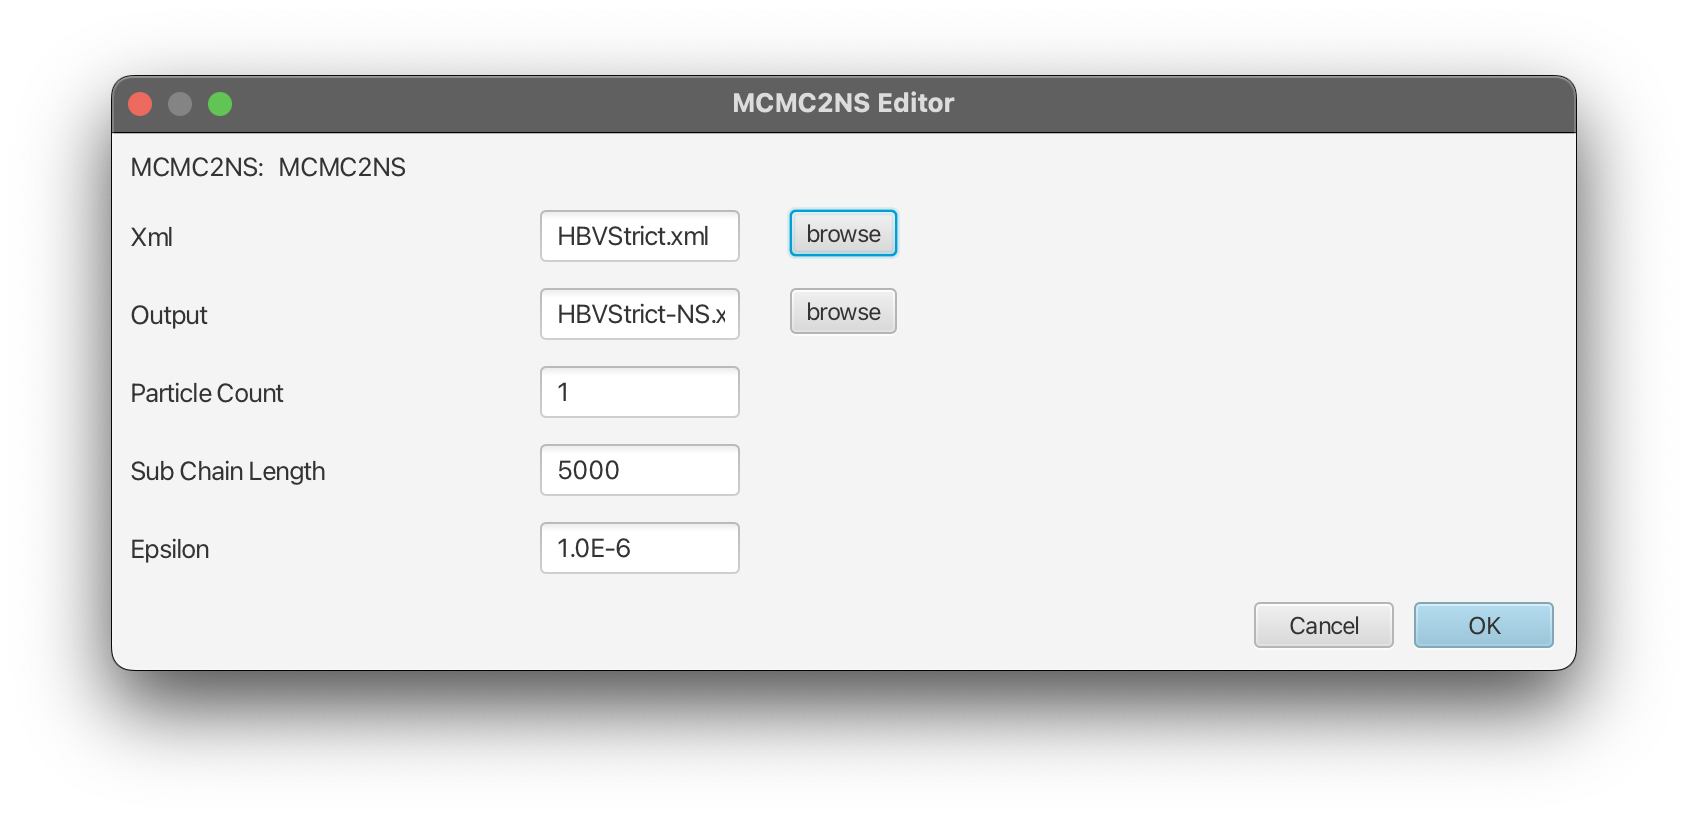 MCMC2NS Editor
MCMC2NS: MCMC2NS
Xml HBVStrict.xml browse
Output HBVStrict-NS.x browse
Particle Count 1
Sub Chain Length 5000
Epsilon 1.0E-6
Cancel OK